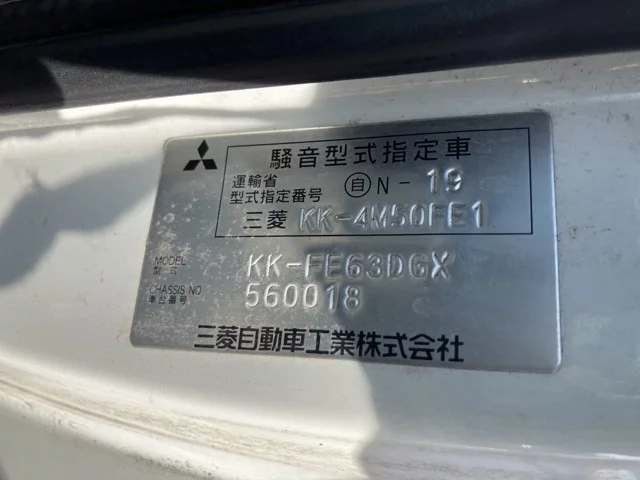 騒音型式指定車
運輸省
型式指定番号 自 N - 19
三菱 KK-4M50FE1
MODEL
型式 KK-FE63DGX
CHASSIS NO
車台番号 560018
三菱自動車工業株式会社